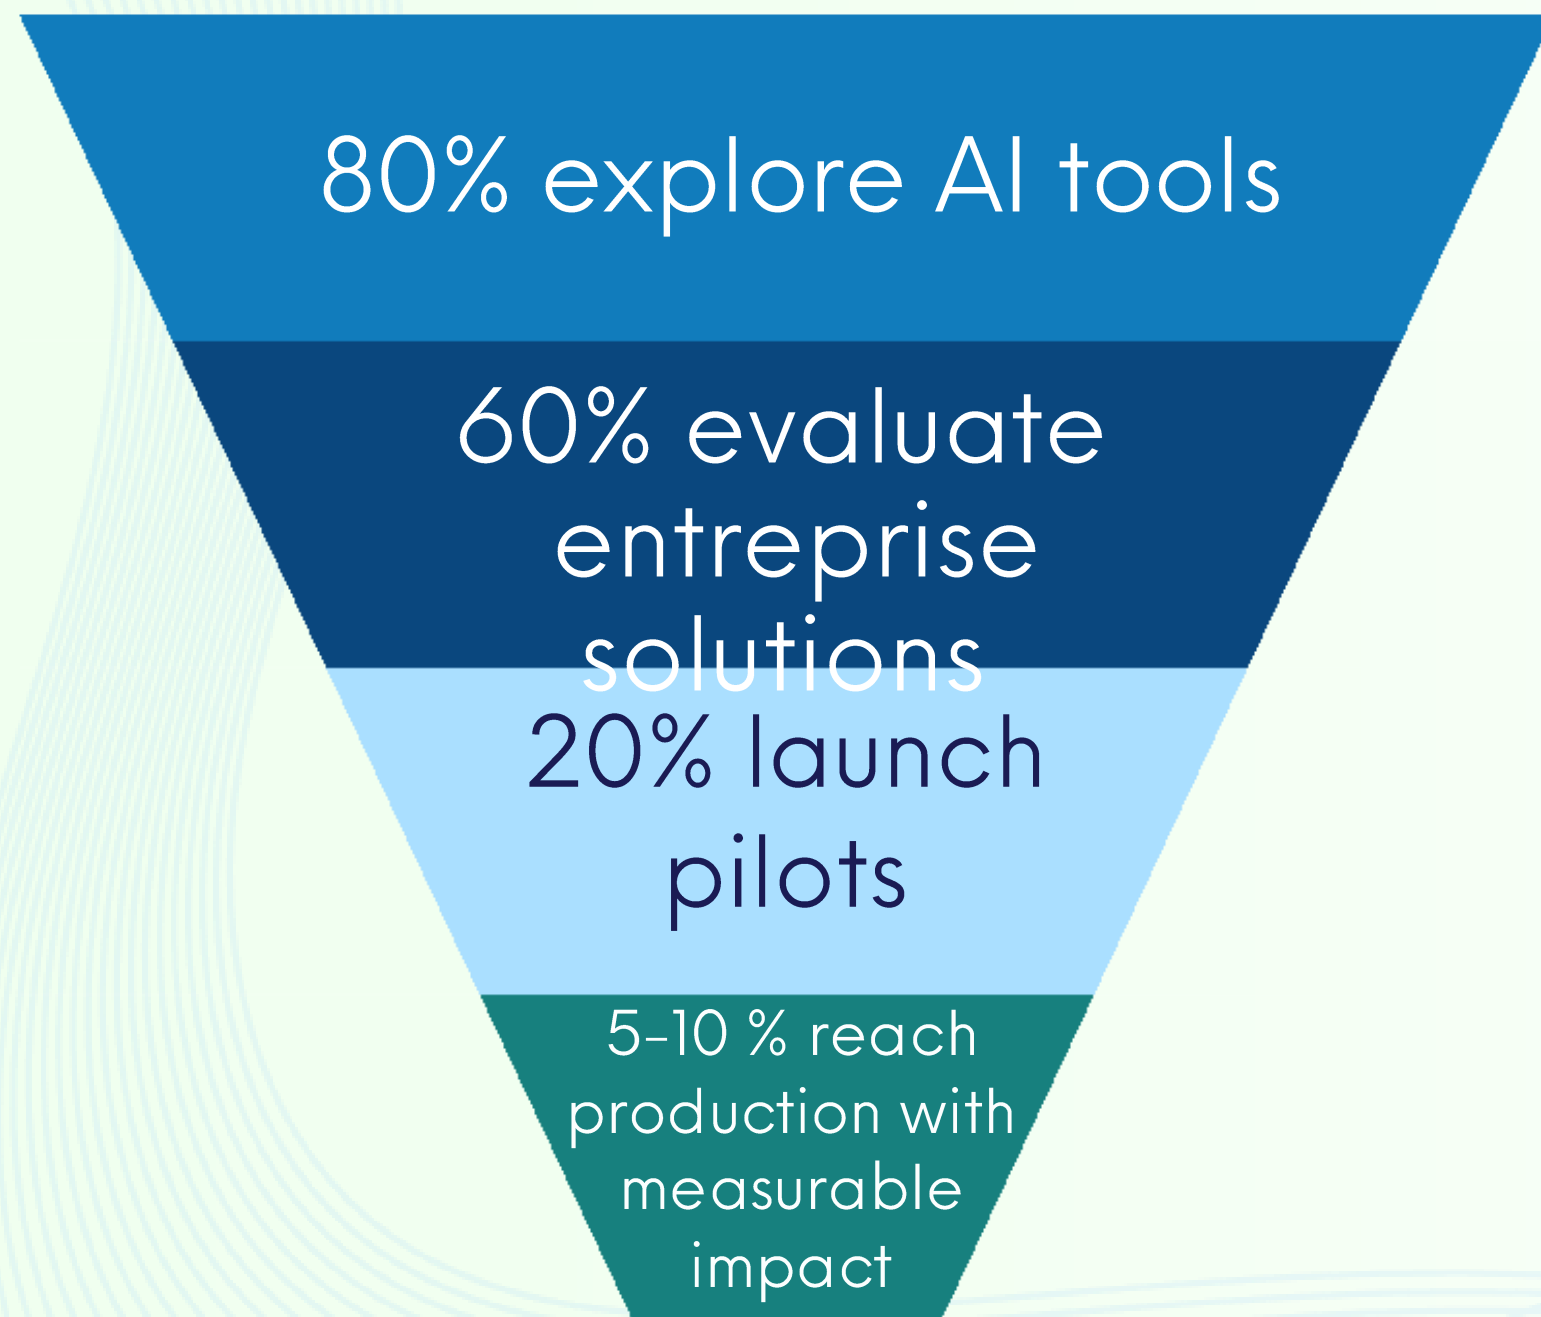 80% explore AI tools
60% evaluate
entreprise
solutions
20% launch
pilots
5-10 % reach
production with
measurable
impact